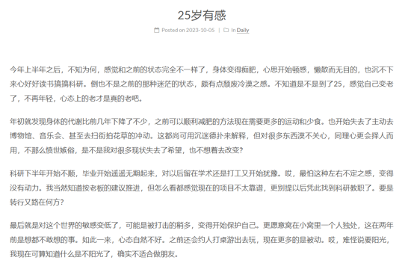 25岁有感
Posted on 2023-10-05 | In Daily
今年上半年之后，不知为何，感觉和之前的状态完全不一样了，身体变得痴肥，心思开始顿感，懒散而无目的，也沉不下
来心好好读书搞搞科研。倒也不是之前的那种迷茫的状态，颇有点颓废冷漠之感。不知道是不是到了25，感觉自己变老
了，不再年轻，心态上的老才是真的老吧。
年初就发现身体的代谢比前几年下降了不少，之前可以顺利减肥的方法现在需要更多的运动和少食。也开始失去了主动去
博物馆、音乐会、甚至去扫街拍花草的冲动。这都尚可用沉迷游扑来解释，但对很多东西漠不关心，同理心更会择人而
用，不那么愤世嫉俗，是不是我对很多现状失去了希望，也不想着去改变？
科研下半年开始不顺，毕业开始遥遥无期起来，对以后留在学术还是打工又开始犹豫。哎，最怕这种左右不定之感，变得
没有动力。我当然知道按老板的建议推进，但怎么看都感觉现在的项目不太靠谱，更别提以后凭此找到科研教职了。要是
转行又路在何方？
最后就是对这个世界的敏感变低了，可能是被打击的稍多，变得开始保护自己。更愿意窝在小窝里一个人独处，这在两年
前是想都不敢想的事。如此一来，心态自然不好。之前还会约人打桌游出去玩，现在更多的是被动。哎，难怪说要阳光，
我现在可算知道什么是不阳光了，确实不适合做朋友。